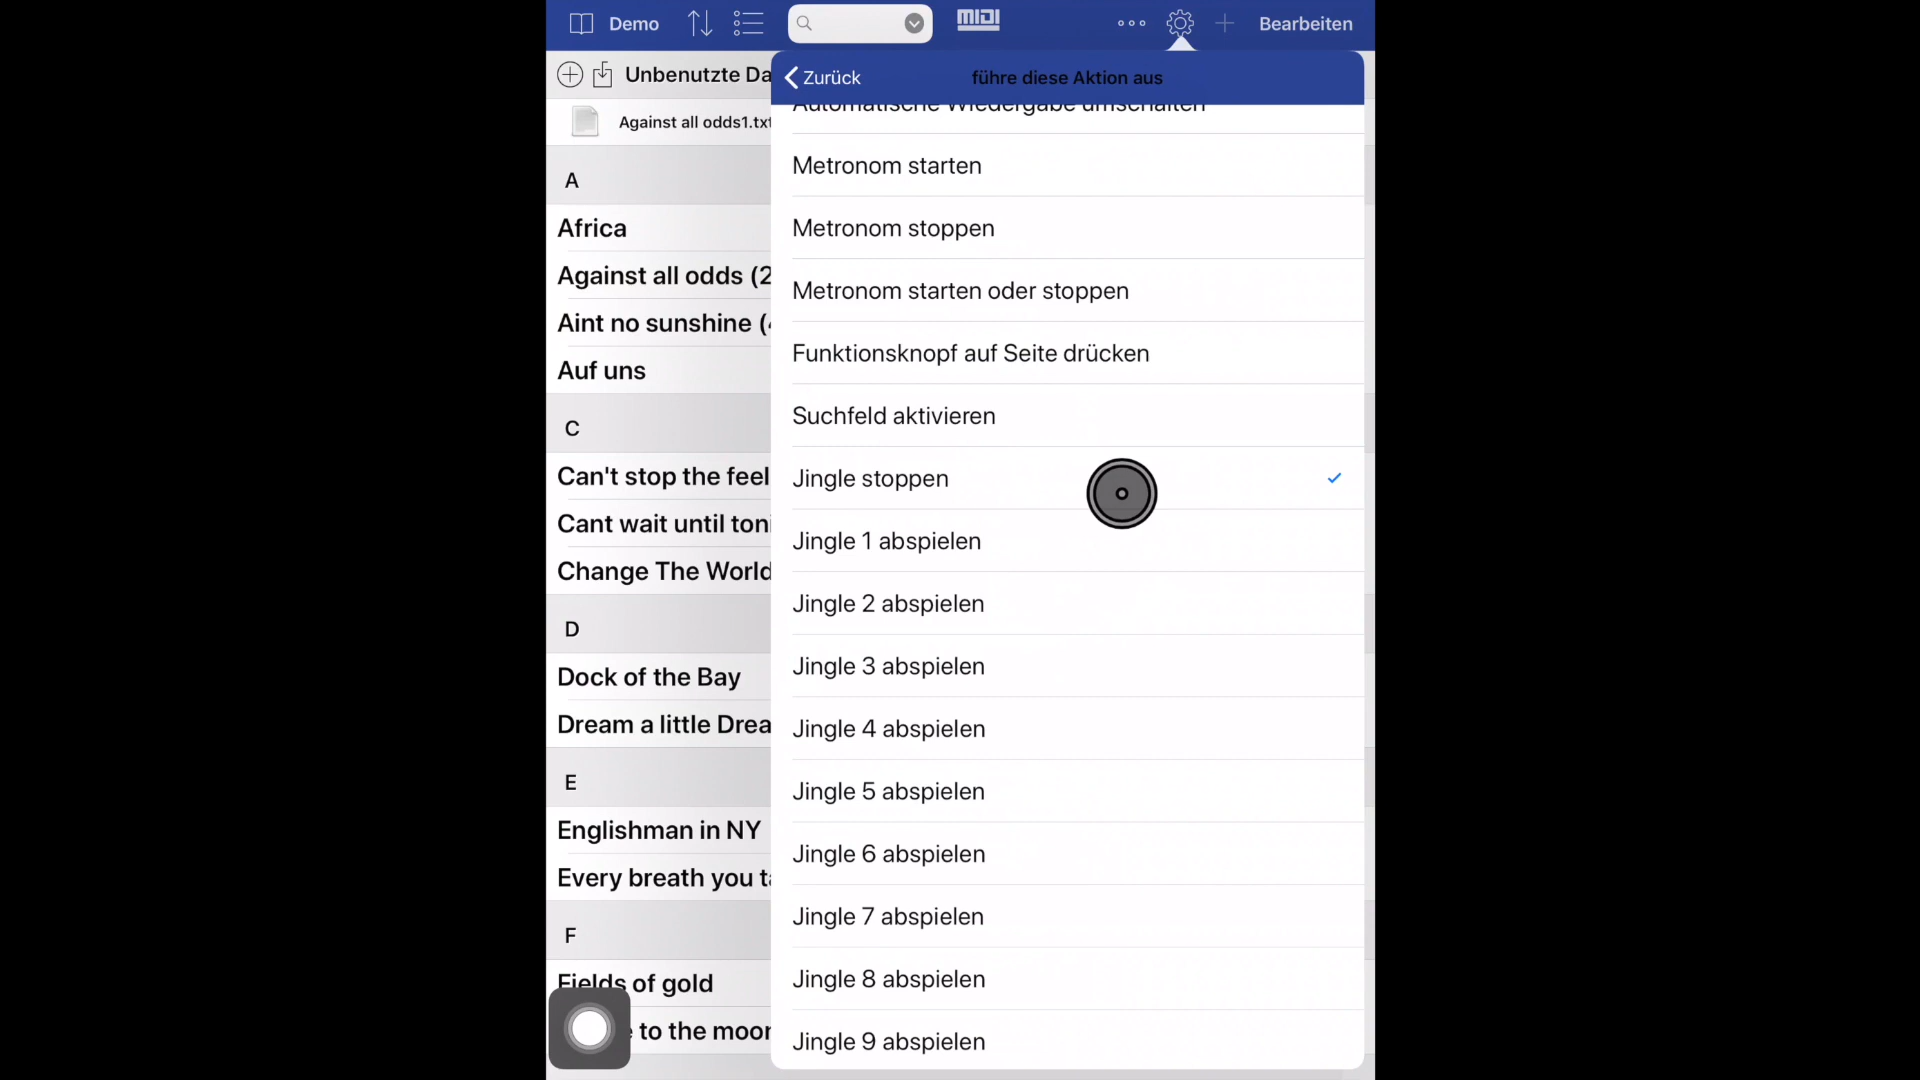 Demo
MIDI
Bearbeiten
Unbenutzte Da
Zurück
führe diese Aktion aus
Automatische Wiedergabe umschalten
Against all odds1.txt
Metronom starten
A
Metronom stoppen
Africa
Against all odds (2
Metronom starten oder stoppen
Aint no sunshine (
Funktionsknopf auf Seite drücken
Auf uns
Suchfeld aktivieren
C
Can't stop the feel
Jingle stoppen
Cant wait until toni
Jingle 1 abspielen
Change The World
Jingle 2 abspielen
D
Jingle 3 abspielen
Dock of the Bay
Dream a little Drea
Jingle 4 abspielen
E
Jingle 5 abspielen
Englishman in NY
Jingle 6 abspielen
Every breath you ta
Jingle 7 abspielen
F
Fields of gold
Jingle 8 abspielen
to the moon
Jingle 9 abspielen